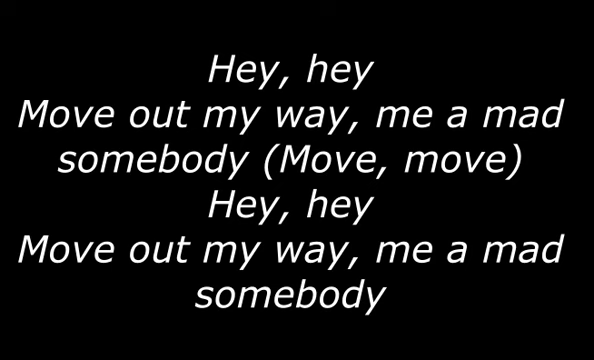 Hey, hey
Move out my way, me a mad
somebody (Move, move)
Hey, hey
Move out my way, me a mad
somebody